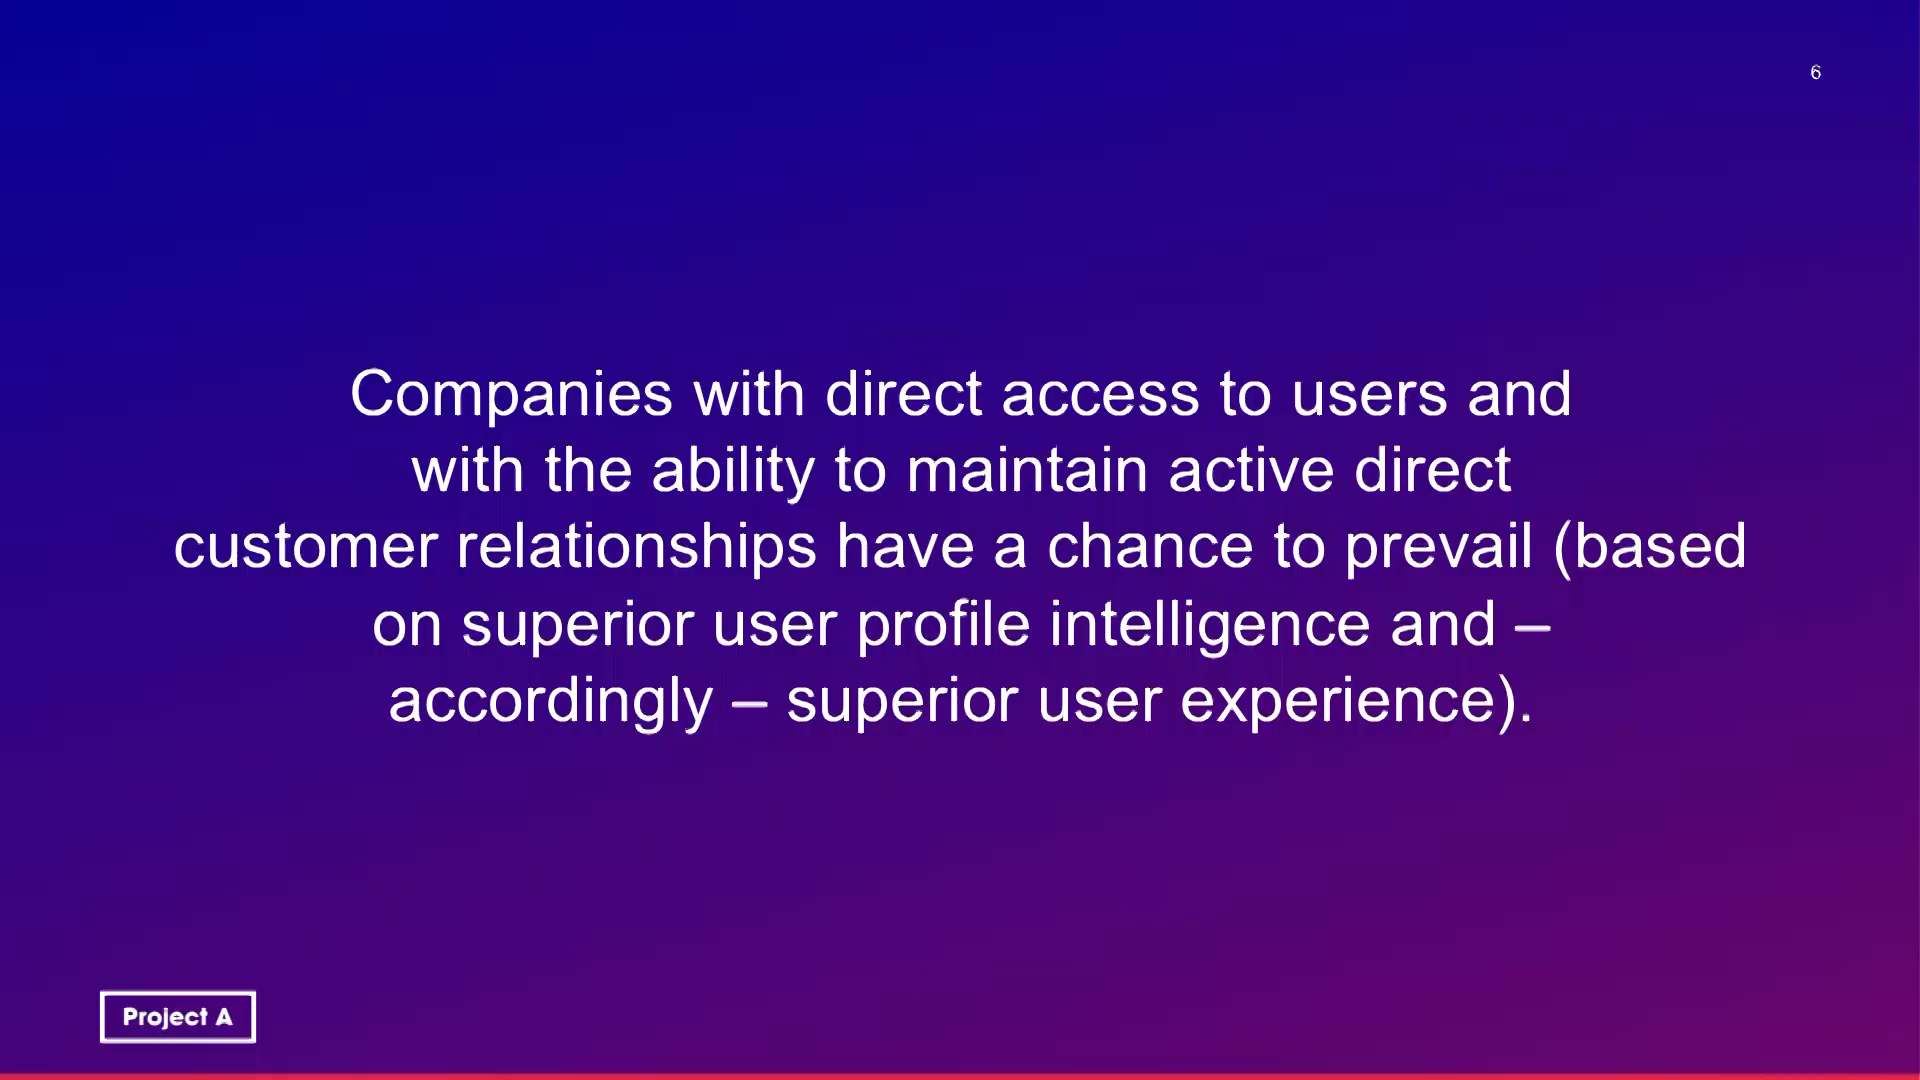 6
Companies with direct access to users and
with the ability to maintain active direct
customer relationships have a chance to prevail (based
on superior user profile intelligence and –
accordingly – superior user experience).
Project A